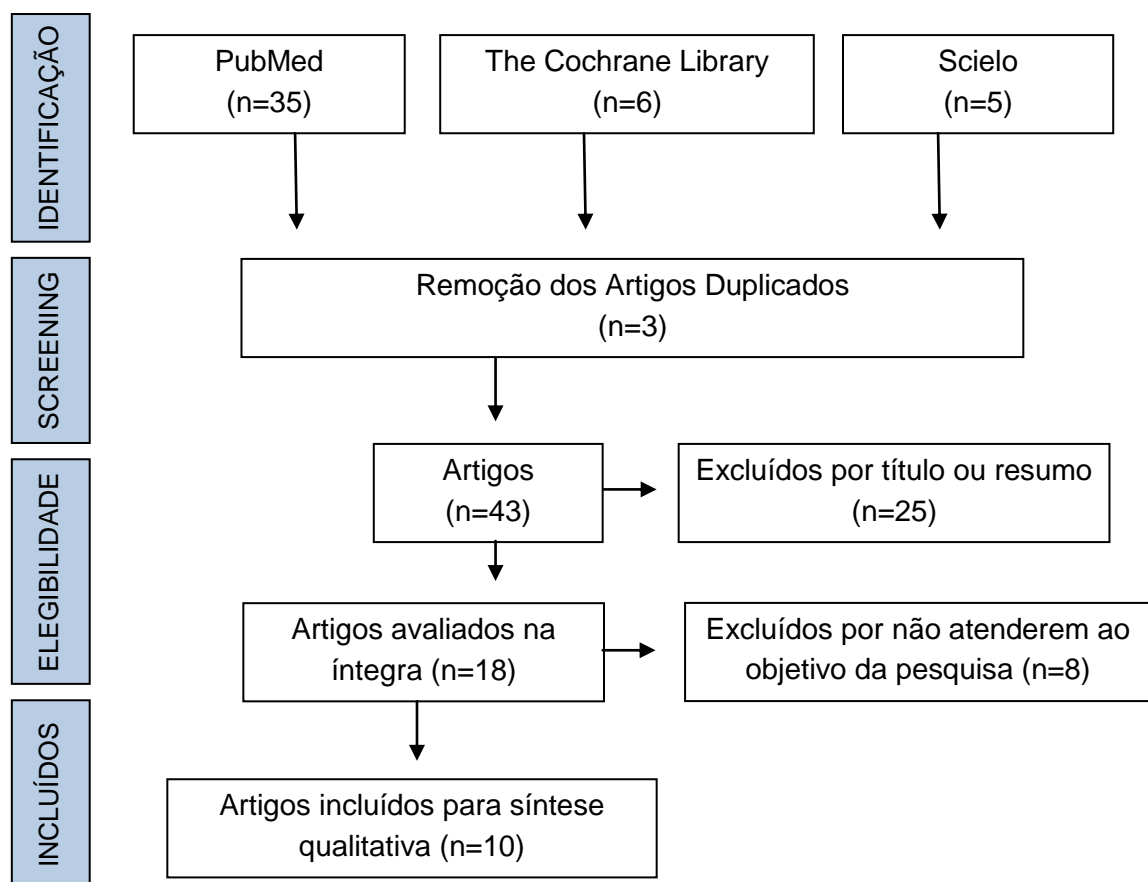 IDENTIFICAÇÃO
PubMed
(n=35)
The Cochrane Library
(n=6)
Scielo
(n=5)
SCREENING
Remoção dos Artigos Duplicados
(n=3)
ELEGIBILIDADE
Artigos
(n=43)
Excluídos por título ou resumo
(n=25)
Artigos avaliados na
íntegra (n=18)
Excluídos por não atenderem ao
objetivo da pesquisa (n=8)
INCLUÍDOS
Artigos incluídos para síntese
qualitativa (n=10)